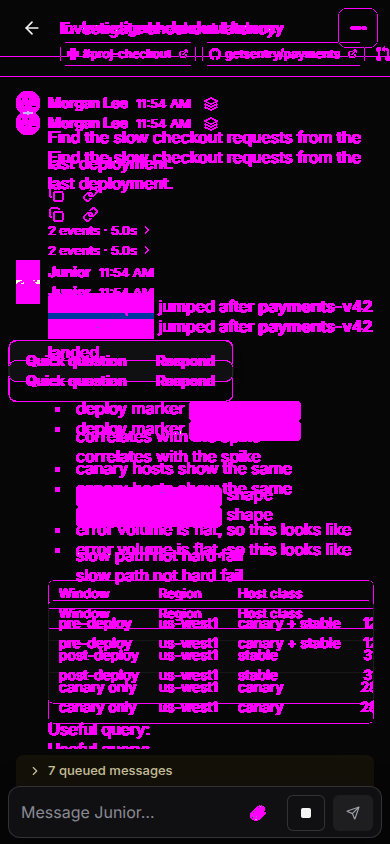 #proj-checkout getsentry/payments
Morgan Lee 11:54 AM
Morgan Lee 11:54 AM
Find the slow checkout requests from the
Find the slow checkout requests from the
last deployment.
last deployment.
2 events · 5.0s
2 events · 5.0s
Junior 11:54 AM
Junior 11:54 AM
jumped after payments-v42
jumped after payments-v42
landed
Quick question Respond
Quick question Respond
deploy marker
deploy marker
correlates with the spike
correlates with the spike
canary hosts show the same
canary hosts show the same
shape
shape
error volume is flat, so this looks like
error volume is flat, so this looks like
slow path not hard fail
slow path not hard fail
Window Region Host class
Window Region Host class
pre-deploy us-west1 canary + stable
pre-deploy us-west1 canary + stable
post-deploy us-west1 stable
post-deploy us-west1 stable
canary only us-west1 canary
canary only us-west1 canary
Useful query:
Useful query:
7 queued messages
Message Junior...